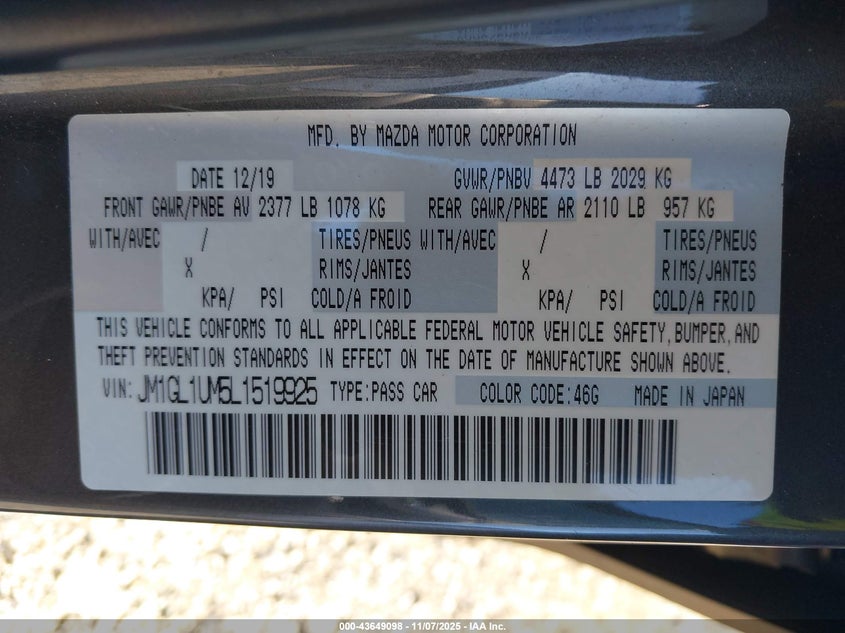 MFD. BY MAZDA MOTOR CORPORATION
DATE 12/19 GVWR/PNBV 4473 LB 2029 KG
FRONT GAWR/PNBE AV 2377 LB 1078 KG REAR GAWR/PNBE AR 2110 LB 957 KG
WITH/AVEC / TIRES/PNEUS WITH/AVEC / TIRES/PNEUS
X RIMS/JANTES X RIMS/JANTES
KPA/ PSI COLD/A FROID KPA/ PSI COLD/A FROID
THIS VEHICLE CONFORMS TO ALL APPLICABLE FEDERAL MOTOR VEHICLE SAFETY, BUMPER, AND
THEFT PREVENTION STANDARDS IN EFFECT ON THE DATE OF MANUFACTURE SHOWN ABOVE.
VIN: JM1GL1UM5L1519925 TYPE:PASS CAR COLOR CODE:46G MADE IN JAPAN
000-43649098 - 11/07/2025 - IAA Inc.